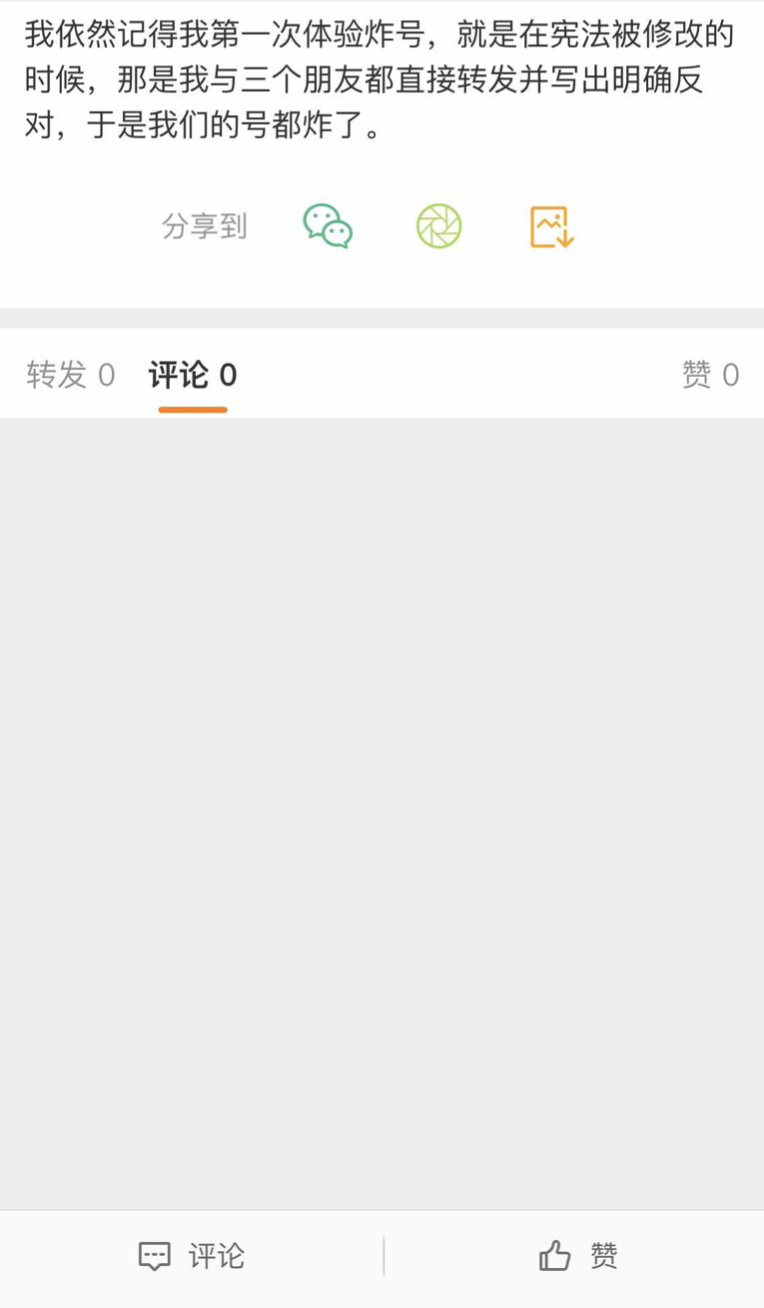 我依然记得我第一次体验炸号，就是在宪法被修改的
时候，那是我与三个朋友都直接转发并写出明确反
对，于是我们的号都炸了。
分享到
转发 0 评论 0 赞 0
评论 赞